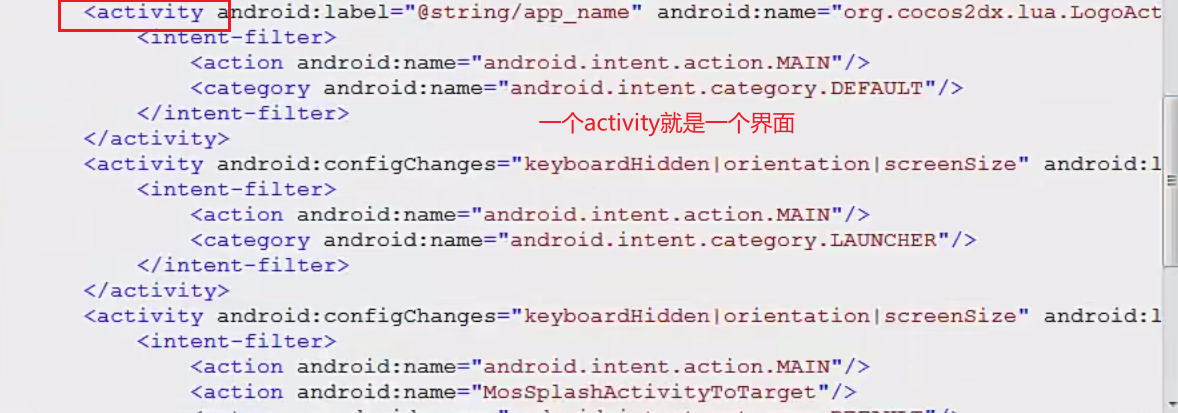 <activity android:label="@string/app_name" android:name="org.cocos2dx.lua.LogoAct
<intent-filter>
<action android:name="android.intent.action.MAIN"/>
<category android:name="android.intent.category.DEFAULT"/>
</intent-filter>
一个activity就是一个界面
</activity>
<activity android:configChanges="keyboardHidden|orientation|screenSize" android:l
<intent-filter>
<action android:name="android.intent.action.MAIN"/>
<category android:name="android.intent.category.LAUNCHER"/>
</intent-filter>
</activity>
<activity android:configChanges="keyboardHidden|orientation|screenSize" android:l
<intent-filter>
<action android:name="android.intent.action.MAIN"/>
<action android:name="MosSplashActivityToTarget"/>